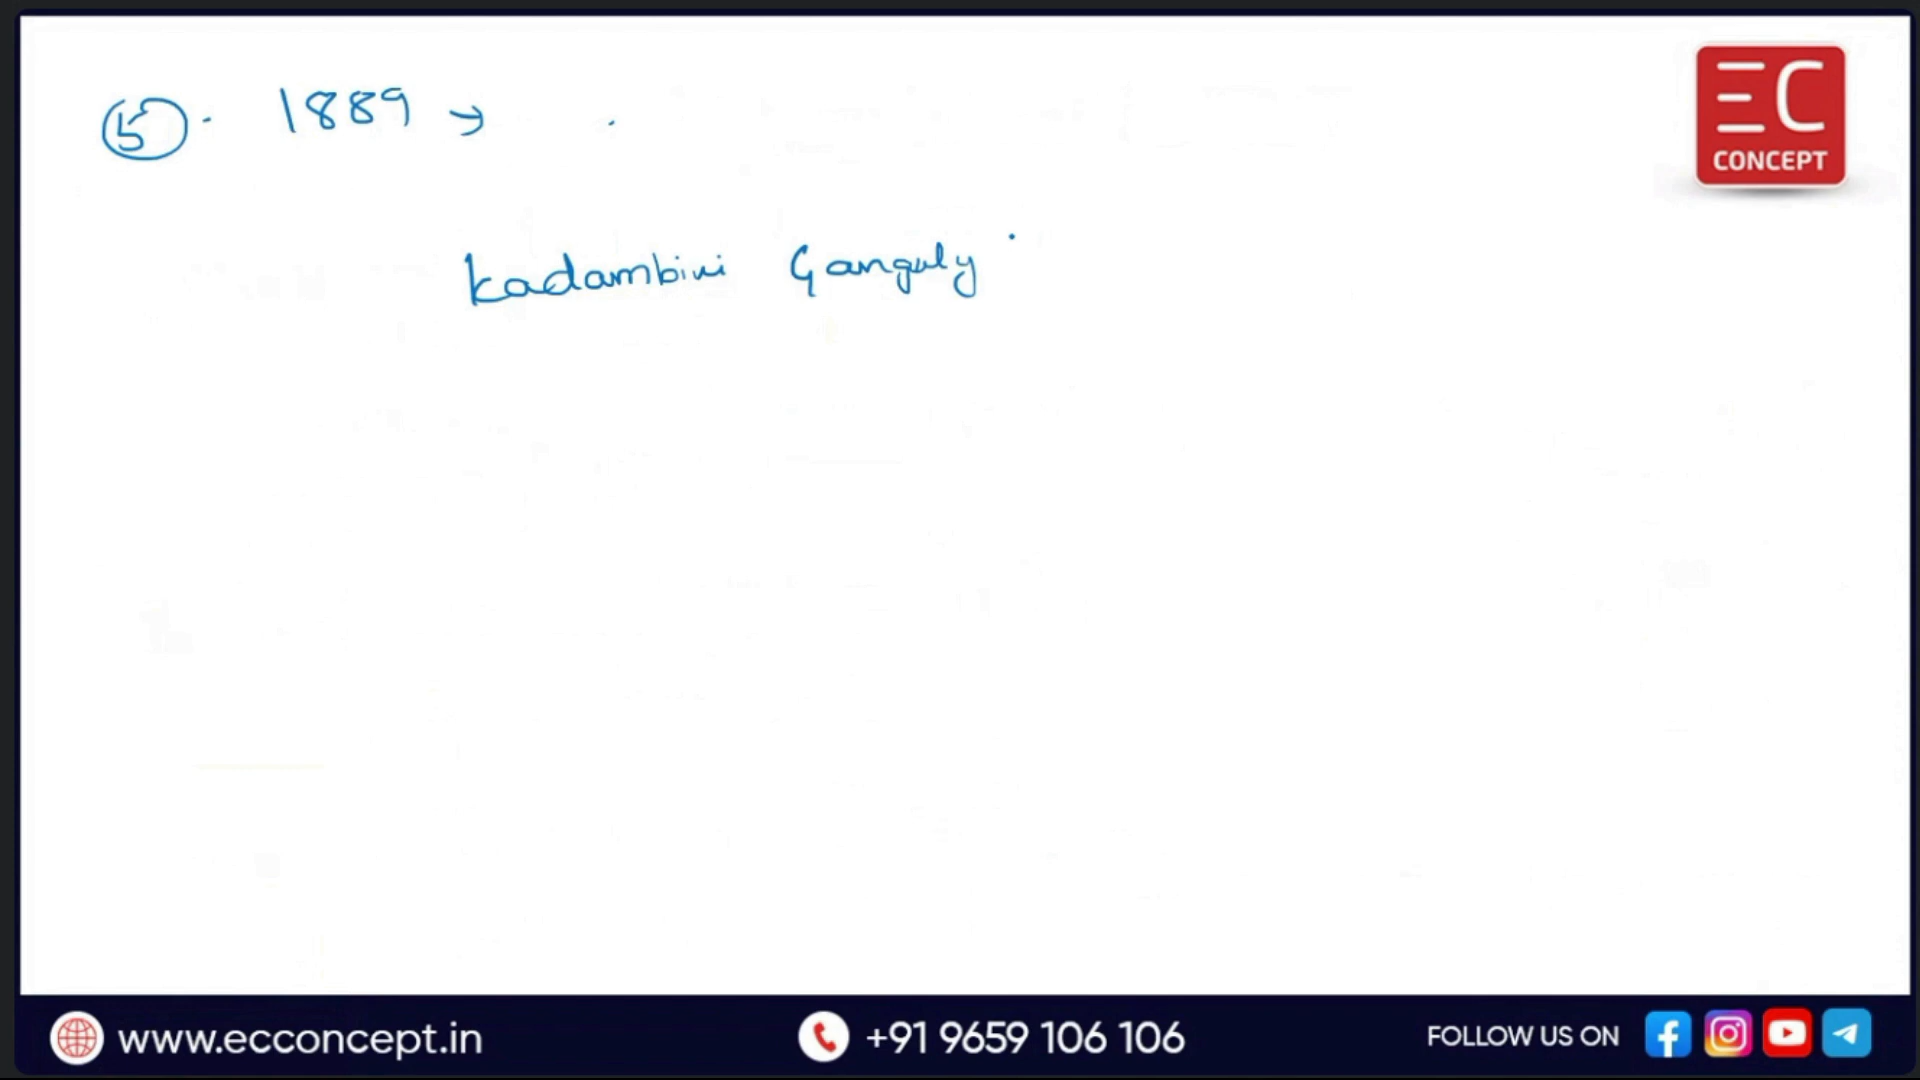 5. 1889 →
Kadambini Ganguly
EC
CONCEPT
www.ecconcept.in
+91 9659 106 106
FOLLOW US ON